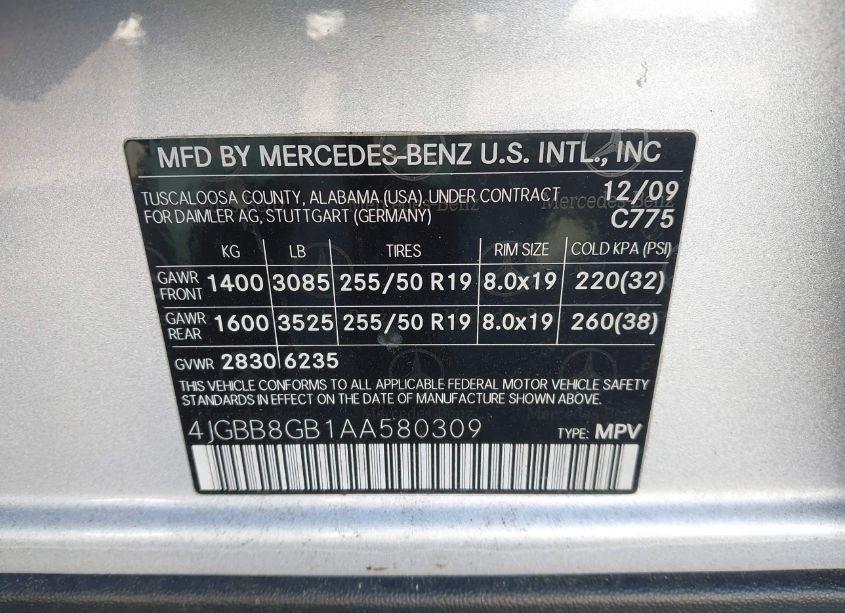 MFD BY MERCEDES-BENZ U.S. INTL., INC
TUSCALOOSA COUNTY, ALABAMA (USA), UNDER CONTRACT 12/09
FOR DAIMLER AG, STUTTGART (GERMANY) C775
KG LB TIRES RIM SIZE COLD KPA (PSI)
GAWR FRONT 1400 3085 255/50 R19 8.0x19 220(32)
GAWR REAR 1600 3525 255/50 R19 8.0x19 260(38)
GVWR 2830 6235
THIS VEHICLE CONFORMS TO ALL APPLICABLE FEDERAL MOTOR VEHICLE SAFETY
STANDARDS IN EFFECT ON THE DATE OF MANUFACTURE SHOWN ABOVE.
4JGBB8GB1AA580309 TYPE: MPV